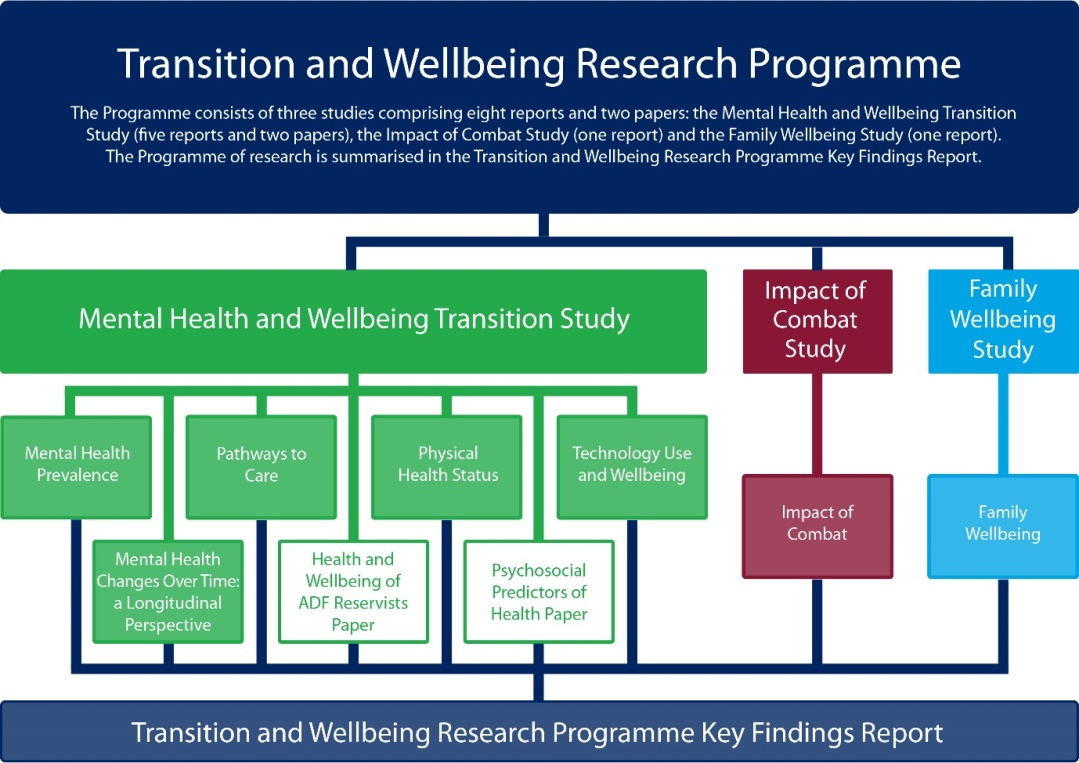 Transition and Wellbeing Research Programme
The Programme consists of three studies comprising eight reports and two papers: the Mental Health and Wellbeing Transition
Study (five reports and two papers), the Impact of Combat Study (one report) and the Family Wellbeing Study (one report).
The Programme of research is summarised in the Transition and Wellbeing Research Programme Key Findings Report.
Mental Health and Wellbeing Transition Study
Impact of
Combat
Study
Family
Wellbeing
Study
Mental Health
Prevalence
Pathways to
Care
Physical
Health Status
Technology Use
and Wellbeing
Impact of
Combat
Family
Wellbeing
Mental Health
Changes Over Time:
a Longitudinal
Perspective
Health and
Wellbeing of
ADF Reservists
Paper
Psychosocial
Predictors of
Health Paper
Transition and Wellbeing Research Programme Key Findings Report